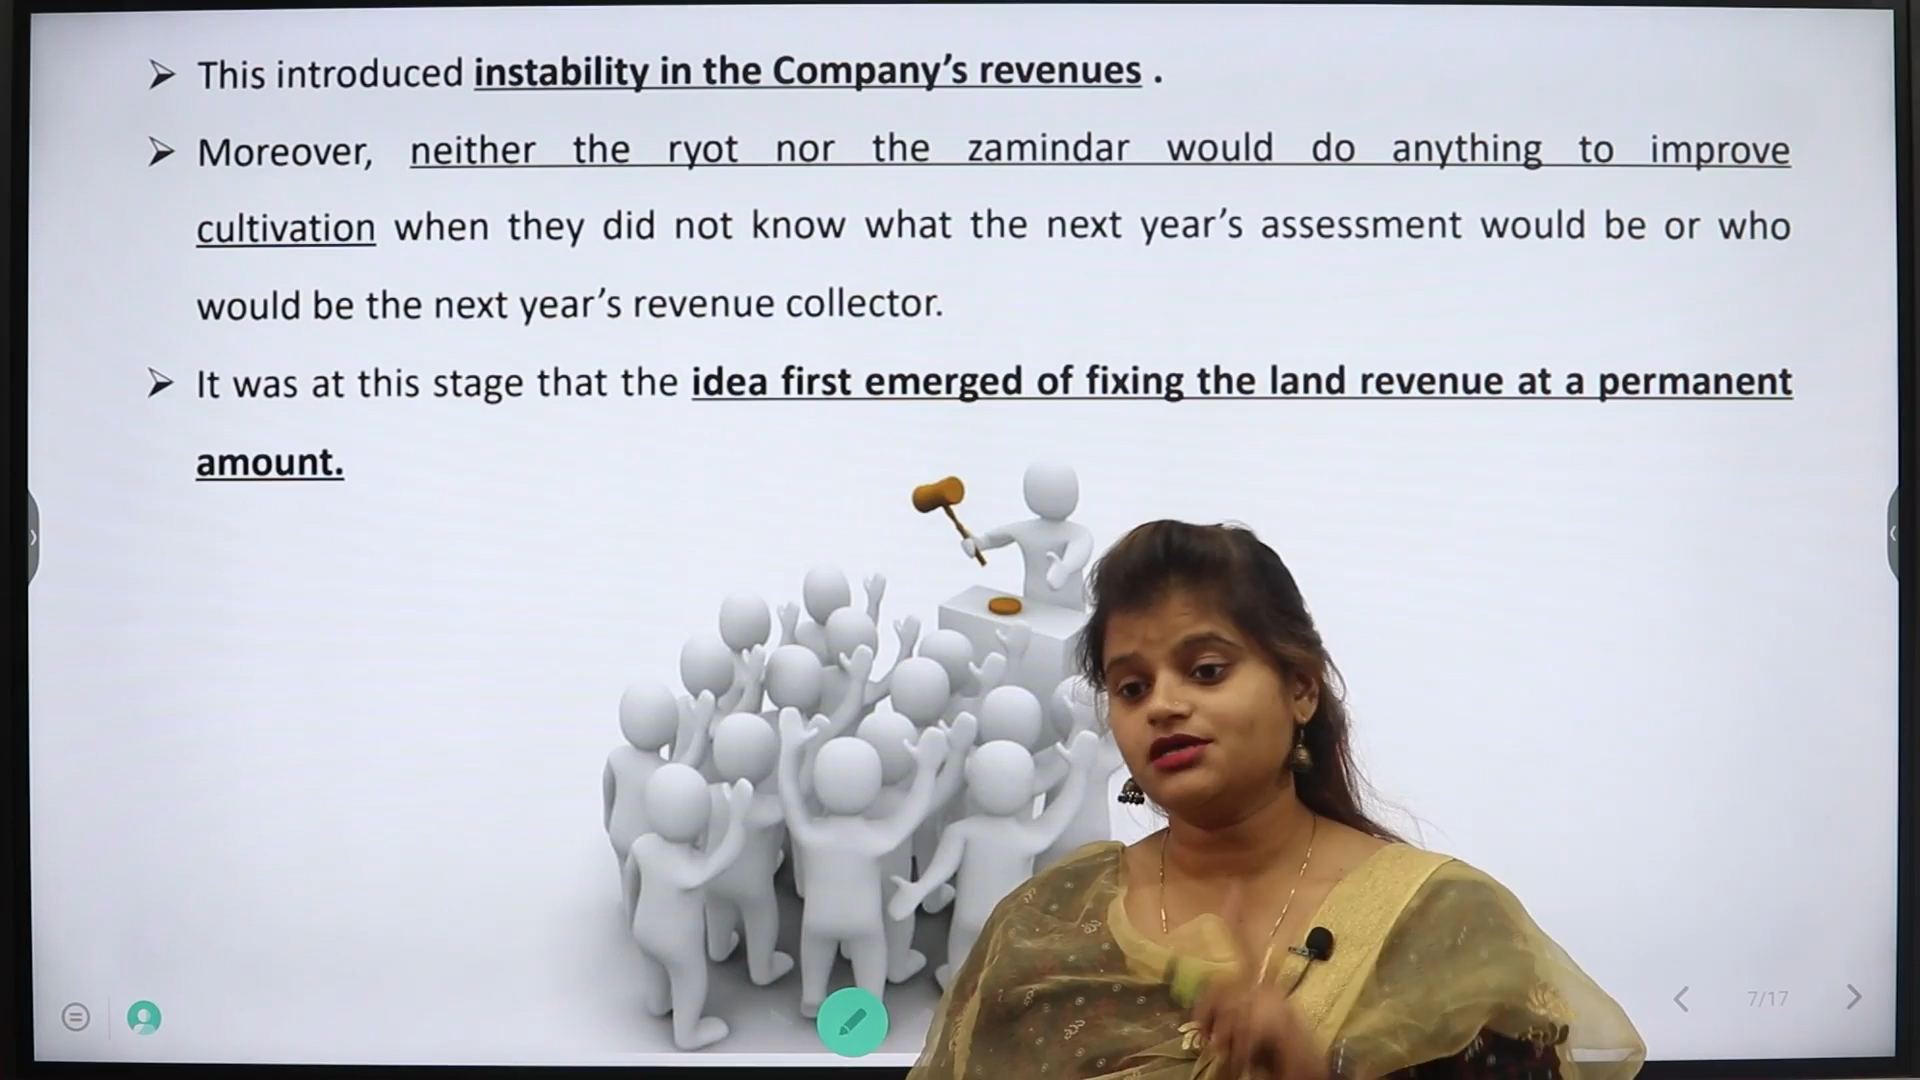 ➤ This introduced instability in the Company's revenues .
➤ Moreover, neither the ryot nor the zamindar would do anything to improve
cultivation when they did not know what the next year's assessment would be or who
would be the next year's revenue collector.
➤ It was at this stage that the idea first emerged of fixing the land revenue at a permanent
amount.
7/17